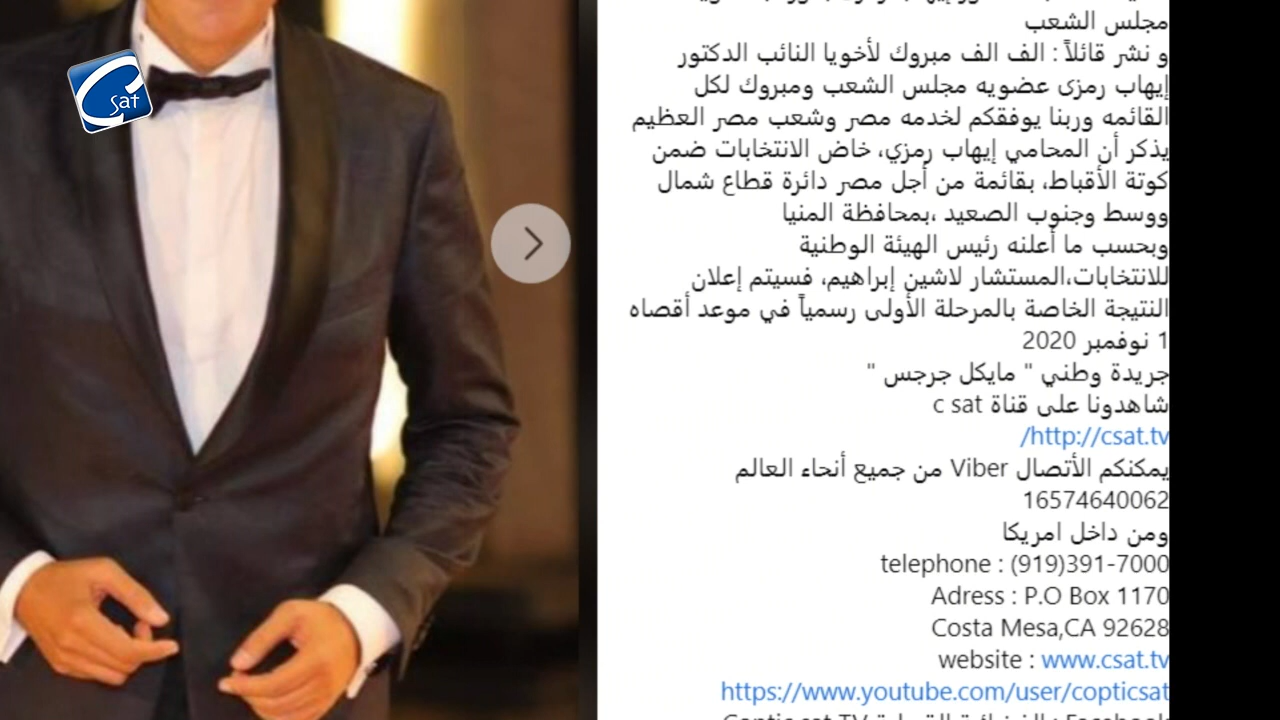 C sat
مجلس الشعب
و نشر قائلاً : الف الف مبروك لأخويا النائب الدكتور
إيهاب رمزى عضويه مجلس الشعب ومبروك لكل
القائمه وربنا يوفقكم لخدمه مصر وشعب مصر العظيم
يذكر أن المحامي إيهاب رمزي، خاض الانتخابات ضمن
كوتة الأقباط، بقائمة من أجل مصر دائرة قطاع شمال
ووسط وجنوب الصعيد ،بمحافظة المنيا
وبحسب ما أعلنه رئيس الهيئة الوطنية
للانتخابات،المستشار لاشين إبراهيم، فسيتم إعلان
النتيجة الخاصة بالمرحلة الأولى رسمياً في موعد أقصاه
1 نوفمبر 2020
جريدة وطني " مايكل جرجس "
شاهدونا على قناة c sat
http://csat.tv/
يمكنكم الأتصال Viber من جميع أنحاء العالم
16574640062
ومن داخل امريكا
telephone : (919)391-7000
Adress : P.O Box 1170
Costa Mesa,CA 92628
website : www.csat.tv
https://www.youtube.com/user/copticsat